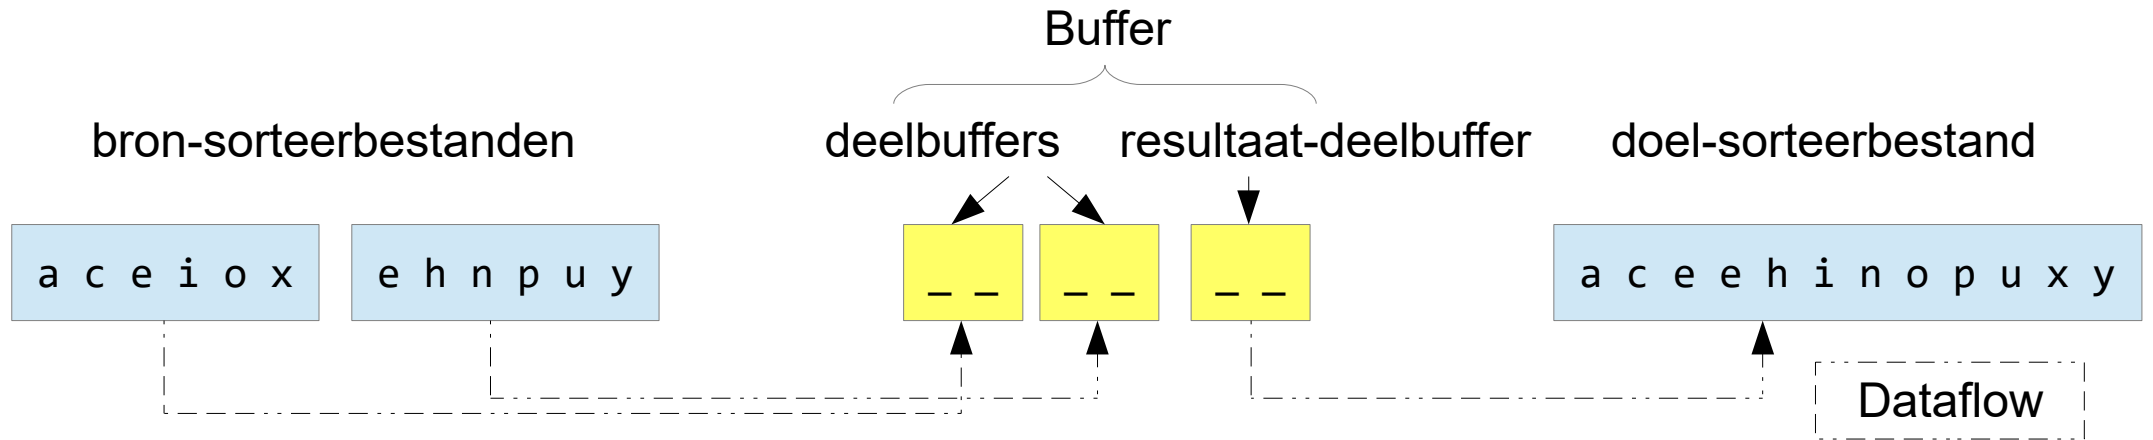 Buffer
bron-sorteerbestanden deelbuffers resultaat-deelbuffer doel-sorteerbestand
a c e i o x e h n p u y _ _ _ _ _ _ a c e e h i n o p u x y
Dataflow